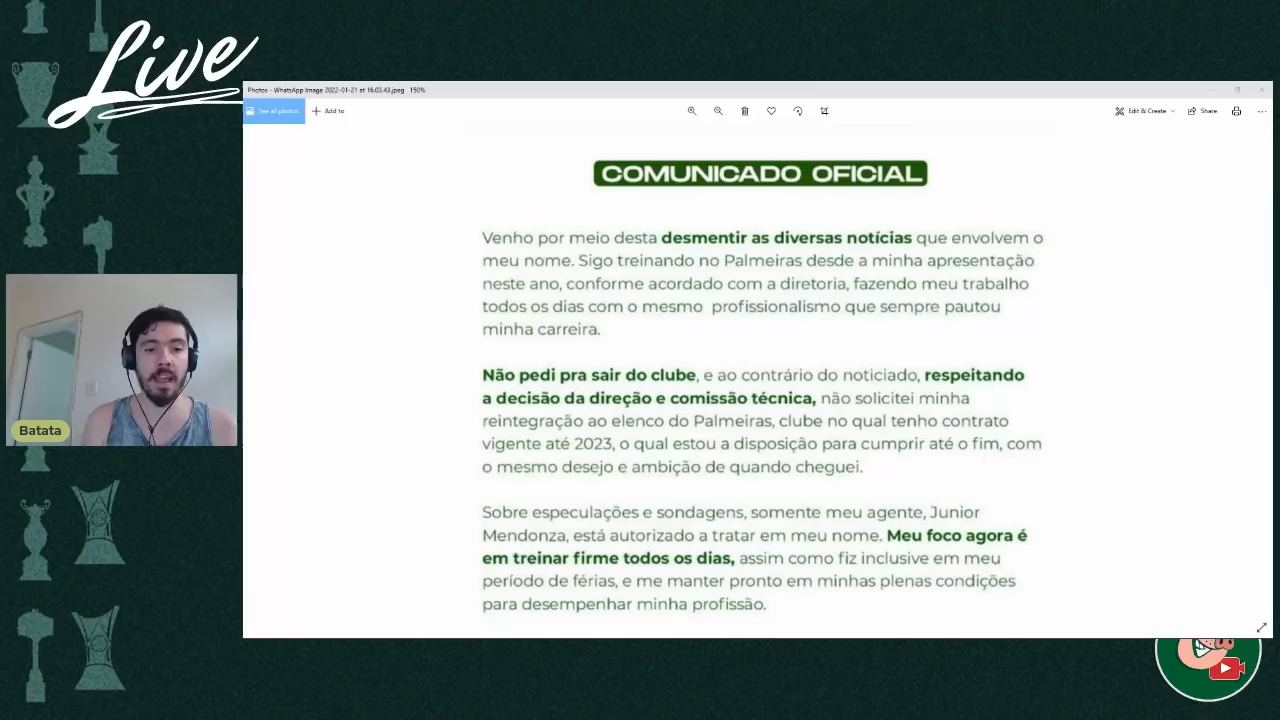 Live
Photos - WhatsApp Image 2022-01-21 at 16.03.43.jpeg 150%
See all photos
Add to
Edit & Create
Share
COMUNICADO OFICIAL
Venho por meio desta desmentir as diversas notícias que envolvem o
meu nome. Sigo treinando no Palmeiras desde a minha apresentação
neste ano, conforme acordado com a diretoria, fazendo meu trabalho
todos os dias com o mesmo profissionalismo que sempre pautou
minha carreira.
Não pedi pra sair do clube, e ao contrário do noticiado, respeitando
a decisão da direção e comissão técnica, não solicitei minha
reintegração ao elenco do Palmeiras, clube no qual tenho contrato
vigente até 2023, o qual estou a disposição para cumprir até o fim, com
o mesmo desejo e ambição de quando cheguei.
Sobre especulações e sondagens, somente meu agente, Junior
Mendonza, está autorizado a tratar em meu nome. Meu foco agora é
em treinar firme todos os dias, assim como fiz inclusive em meu
período de férias, e me manter pronto em minhas plenas condições
para desempenhar minha profissão.
Batata